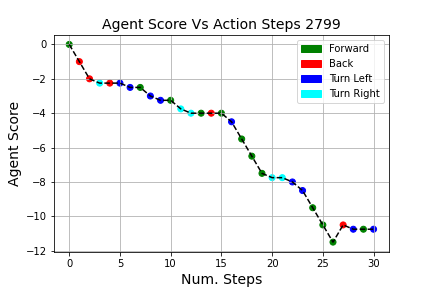 Agent Score Vs Action Steps 2799
Forward
Back
Turn Left
Turn Right
Agent Score
0
−2
−4
−6
−8
−10
−12
0 5 10 15 20 25 30
Num. Steps